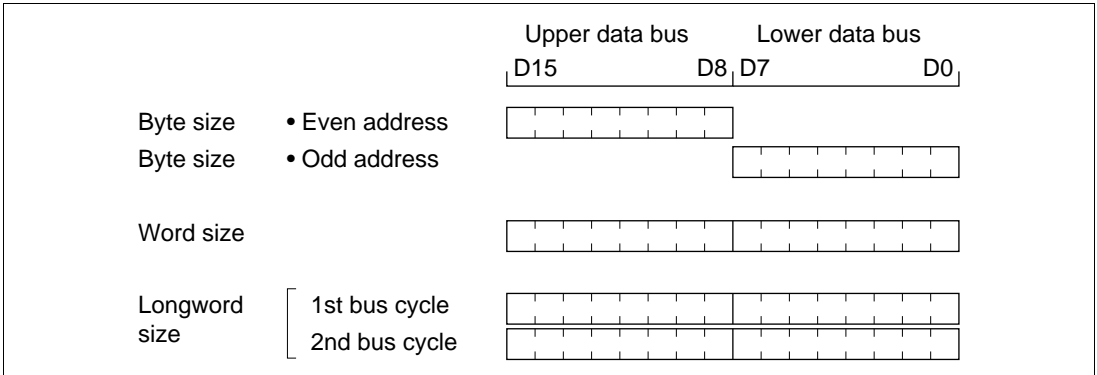 Upper data bus Lower data bus
D15 D8 D7 D0
Byte size • Even address
Byte size • Odd address
Word size
Longword size
1st bus cycle
2nd bus cycle